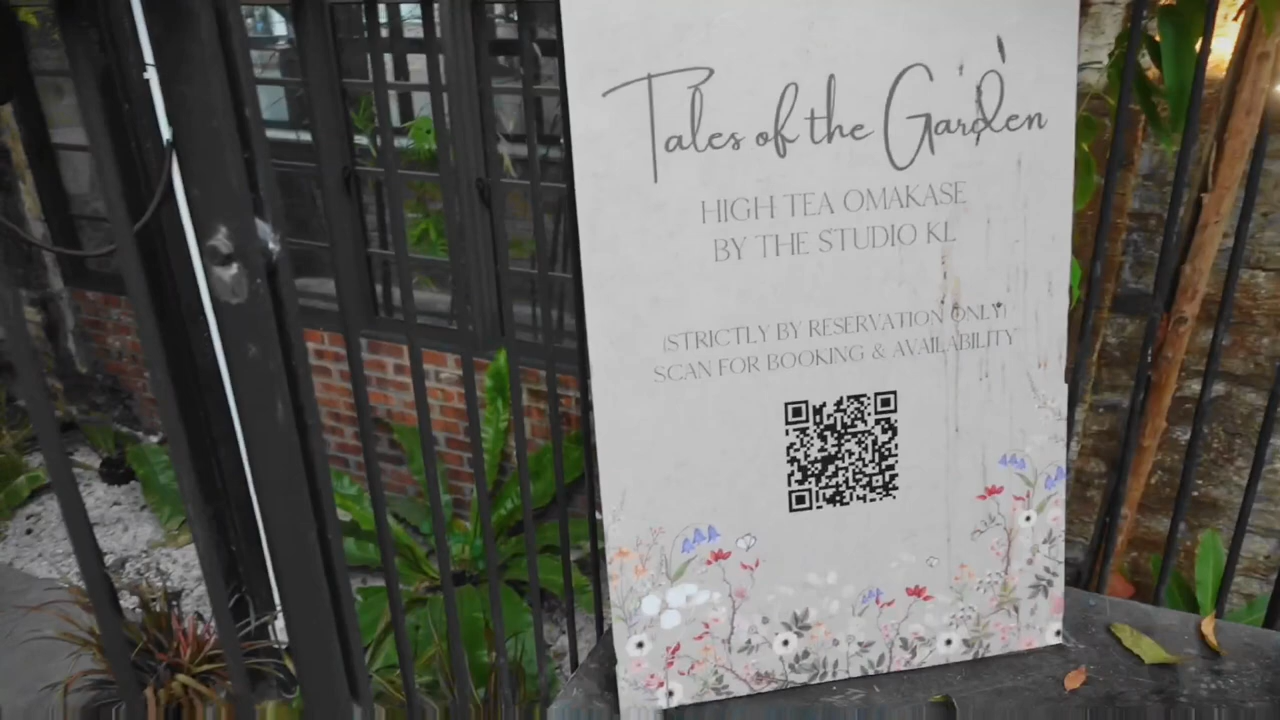 Tales of the Garden
HIGH TEA OMAKASE
BY THE STUDIO KL
(STRICTLY BY RESERVATION ONLY)
SCAN FOR BOOKING & AVAILABILITY